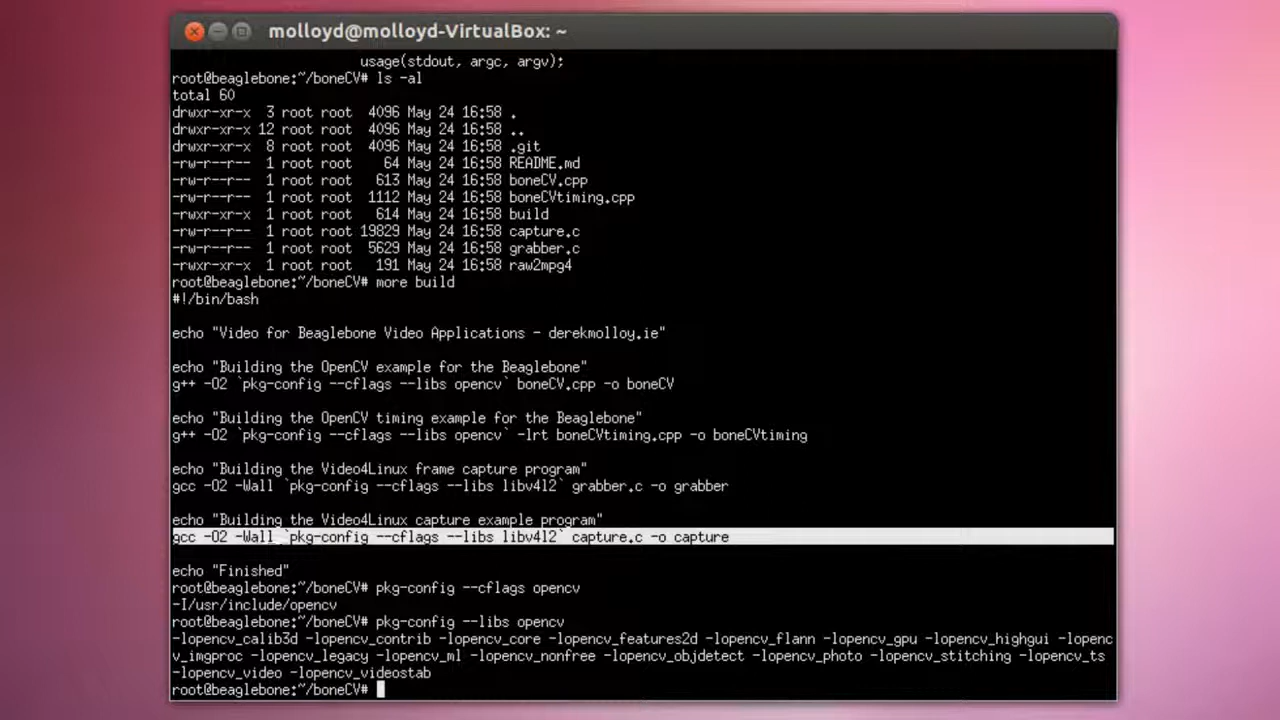 molloyd@molloyd-VirtualBox: ~
usage(stdout, argc, argv);
root@beaglebone:~/boneCV# ls -al
total 60
drwxr-xr-x  3 root root  4096 May 24 16:58 .
drwxr-xr-x 12 root root  4096 May 24 16:58 ..
drwxr-xr-x  8 root root  4096 May 24 16:58 .git
-rw-r--r--  1 root root    64 May 24 16:58 README.md
-rw-r--r--  1 root root   613 May 24 16:58 boneCV.cpp
-rw-r--r--  1 root root  1112 May 24 16:58 boneCVtiming.cpp
-rwxr-xr-x  1 root root   614 May 24 16:58 build
-rw-r--r--  1 root root 19829 May 24 16:58 capture.c
-rw-r--r--  1 root root  5629 May 24 16:58 grabber.c
-rwxr-xr-x  1 root root   191 May 24 16:58 raw2mpg4
root@beaglebone:~/boneCV# more build
#!/bin/bash
echo "Video for Beaglebone Video Applications - derekmolloy.ie"
echo "Building the OpenCV example for the Beaglebone"
g++ -O2 `pkg-config --cflags --libs opencv` boneCV.cpp -o boneCV
echo "Building the OpenCV timing example for the Beaglebone"
g++ -O2 `pkg-config --cflags --libs opencv` -lrt boneCVtiming.cpp -o boneCVtiming
echo "Building the Video4Linux frame capture program"
gcc -O2 -Wall `pkg-config --cflags --libs libv4l2` grabber.c -o grabber
echo "Building the Video4Linux capture example program"
gcc -O2 -Wall `pkg-config --cflags --libs libv4l2` capture.c -o capture
echo "Finished"
root@beaglebone:~/boneCV# pkg-config --cflags opencv
-I/usr/include/opencv
root@beaglebone:~/boneCV# pkg-config --libs opencv
-lopencv_calib3d -lopencv_contrib -lopencv_core -lopencv_features2d -lopencv_flann -lopencv_gpu -lopencv_highgui -lopenc
v_imgproc -lopencv_legacy -lopencv_ml -lopencv_nonfree -lopencv_objdetect -lopencv_photo -lopencv_stitching -lopencv_ts
-lopencv_video -lopencv_videostab
root@beaglebone:~/boneCV#